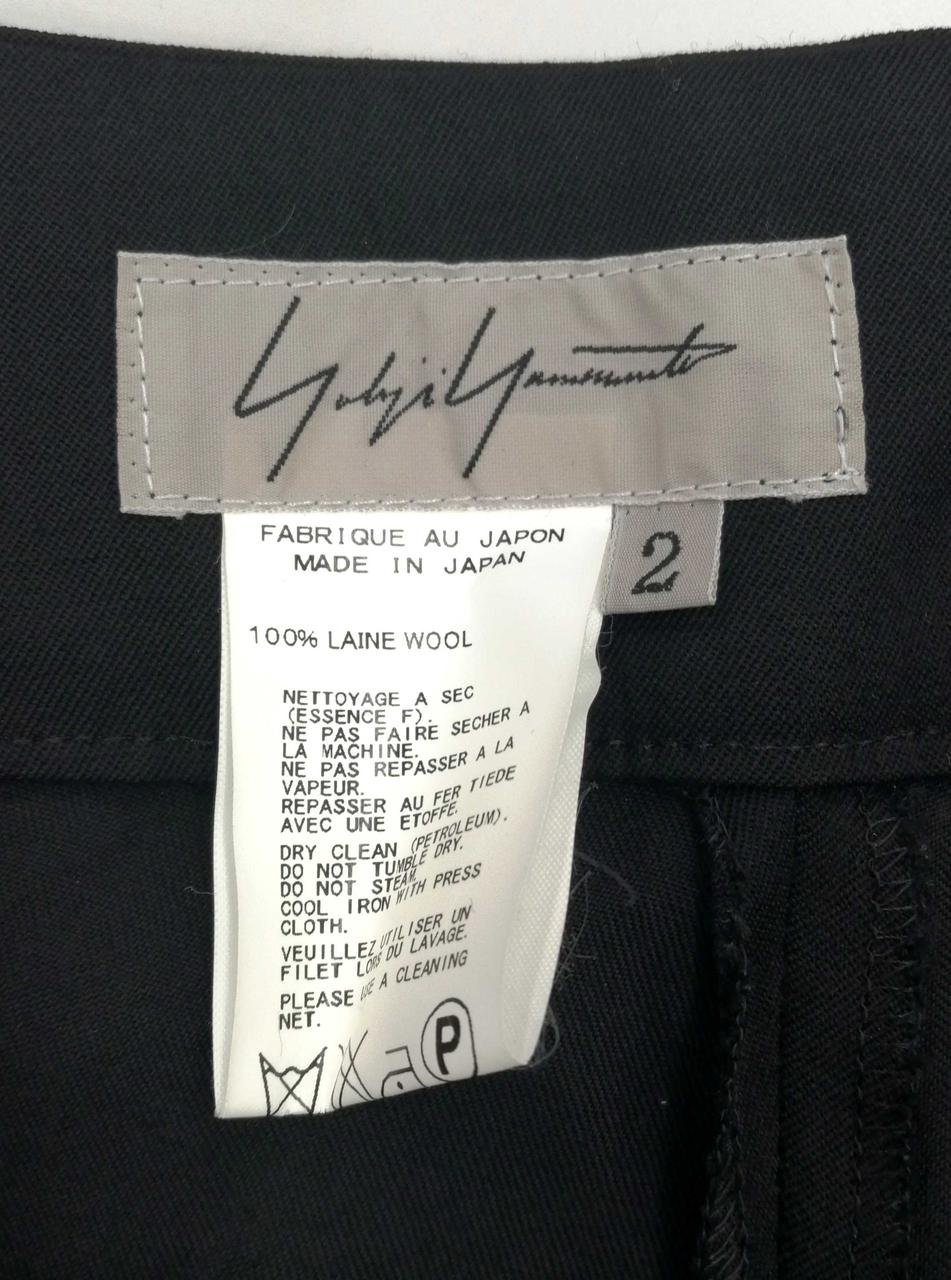 Yohji Yamamoto
FABRIQUE AU JAPON
MADE IN JAPAN
2
100% LAINE WOOL
NETTOYAGE A SEC
(ESSENCE F).
NE PAS FAIRE SECHER A
LA MACHINE.
NE PAS REPASSER A LA
VAPEUR.
REPASSER AU FER TIEDE
AVEC UNE ETOFFE.
DRY CLEAN (PETROLEUM).
DO NOT TUMBLE DRY.
DO NOT STEAM.
COOL IRON WITH PRESS
CLOTH.
VEUILLEZ UTILISER UN
FILET LORS DU LAVAGE.
PLEASE USE A CLEANING
NET.
P